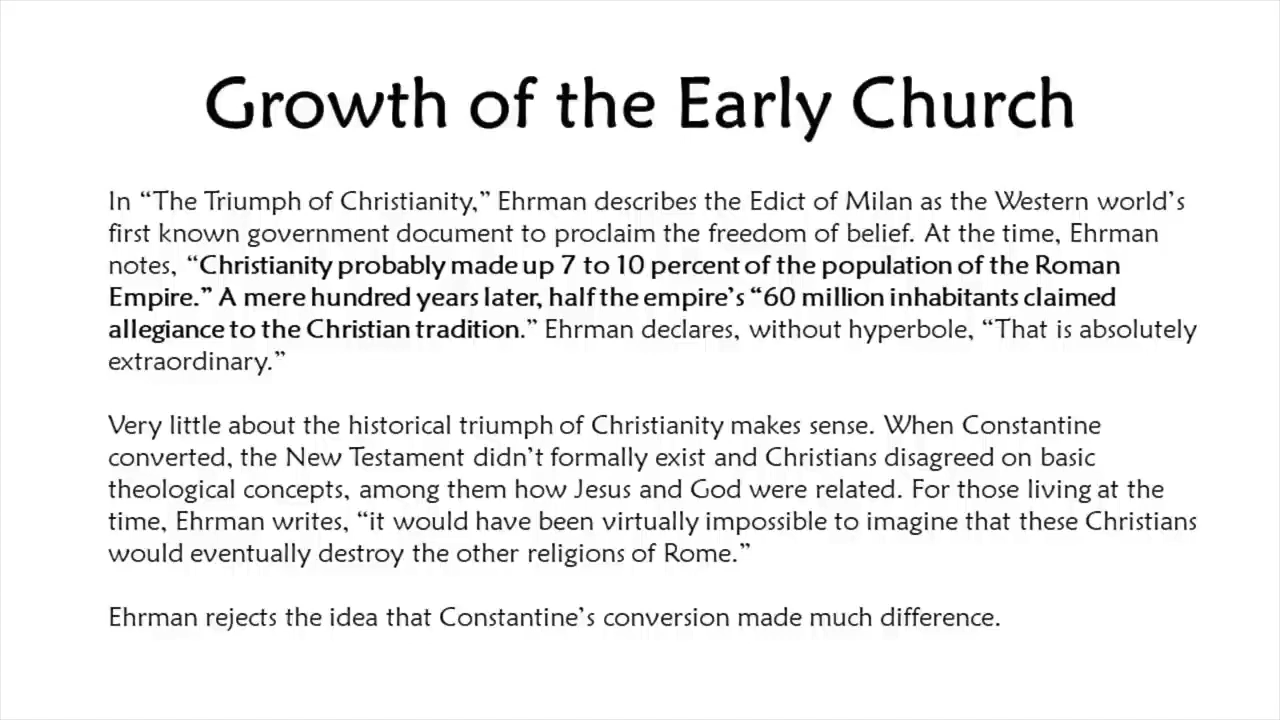 Growth of the Early Church
In “The Triumph of Christianity,” Ehrman describes the Edict of Milan as the Western world’s
first known government document to proclaim the freedom of belief. At the time, Ehrman
notes, “Christianity probably made up 7 to 10 percent of the population of the Roman
Empire.” A mere hundred years later, half the empire’s “60 million inhabitants claimed
allegiance to the Christian tradition.” Ehrman declares, without hyperbole, “That is absolutely
extraordinary.”
Very little about the historical triumph of Christianity makes sense. When Constantine
converted, the New Testament didn’t formally exist and Christians disagreed on basic
theological concepts, among them how Jesus and God were related. For those living at the
time, Ehrman writes, “it would have been virtually impossible to imagine that these Christians
would eventually destroy the other religions of Rome.”
Ehrman rejects the idea that Constantine’s conversion made much difference.